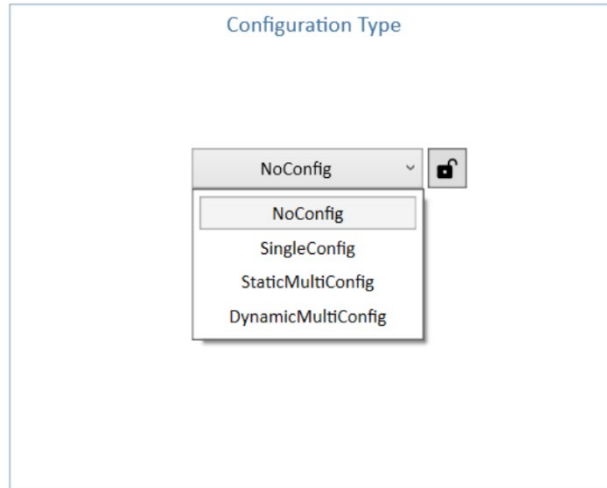 Configuration Type
NoConfig
NoConfig
SingleConfig
StaticMultiConfig
DynamicMultiConfig